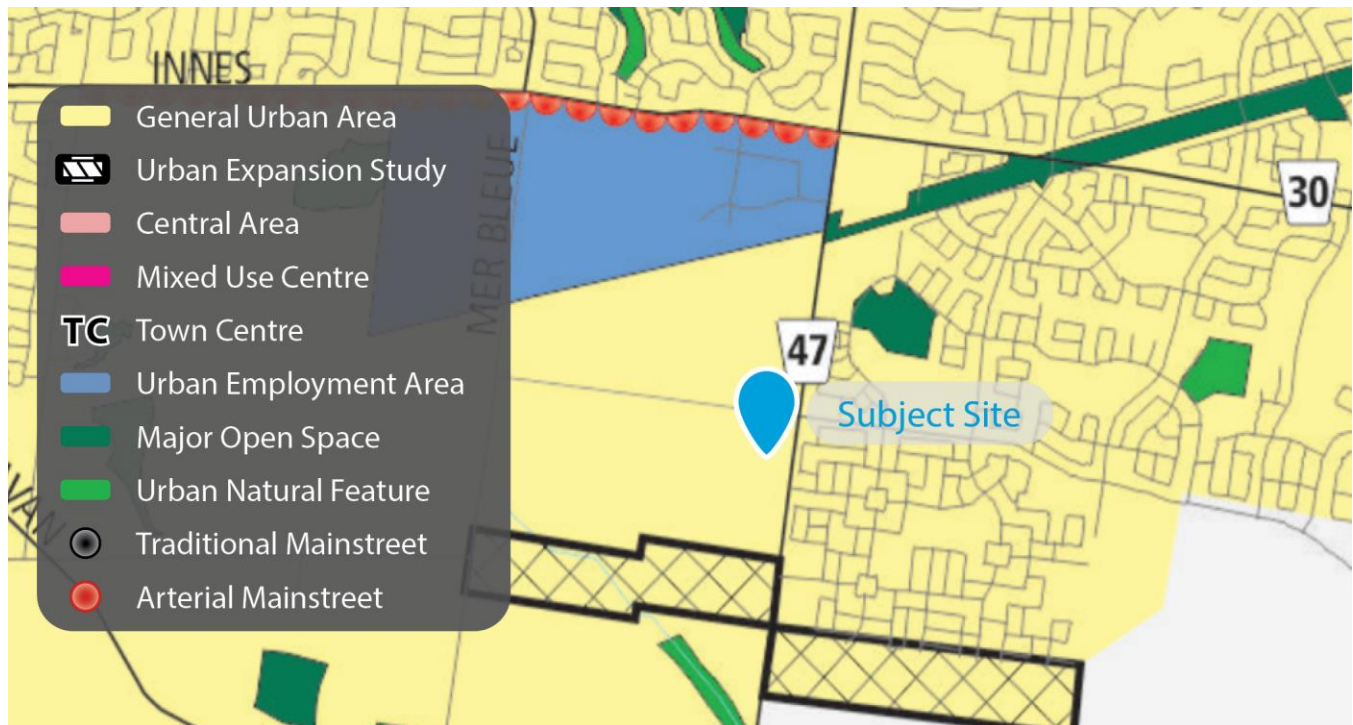 INNES
General Urban Area
Urban Expansion Study
Central Area
Mixed Use Centre
TC Town Centre
Urban Employment Area
Major Open Space
Urban Natural Feature
Traditional Mainstreet
Arterial Mainstreet
MER BLEUE
VAN
30
47
Subject Site